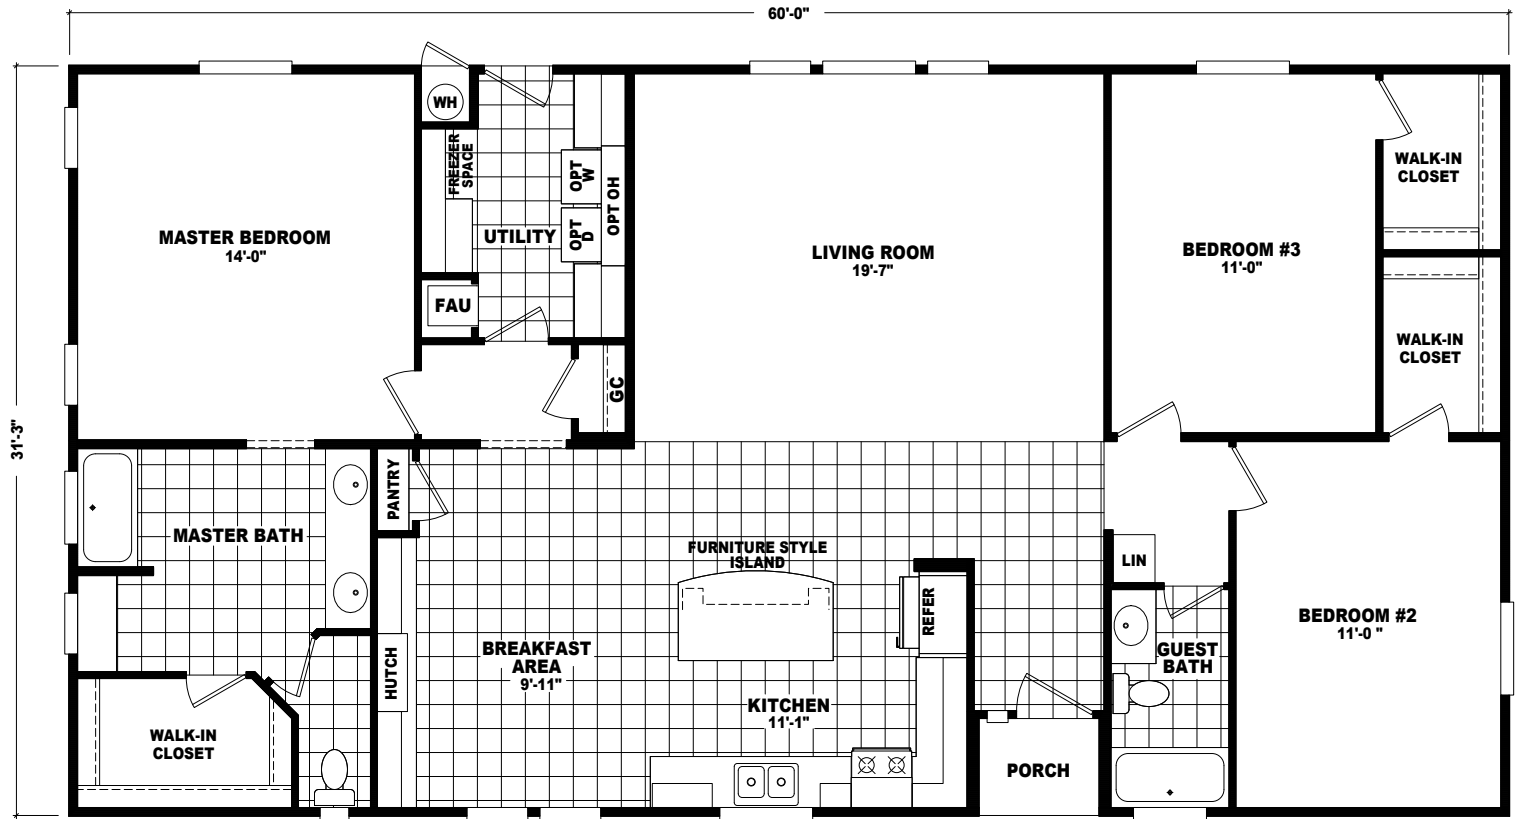 60'-0"
31'-3"
WH
FREEZER
SPACE
OPT
W
OPT
D
OPT OH
MASTER BEDROOM
14'-0"
UTILITY
FAU
GC
LIVING ROOM
19'-7"
BEDROOM #3
11'-0"
WALK-IN
CLOSET
WALK-IN
CLOSET
PANTRY
MASTER BATH
FURNITURE STYLE
ISLAND
REFER
LIN
BEDROOM #2
11'-0 "
GUEST
BATH
BREAKFAST
AREA
9'-11"
HUTCH
KITCHEN
11'-1"
WALK-IN
CLOSET
PORCH